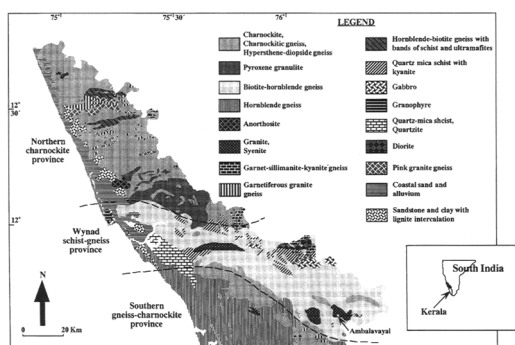 75°
75° 30'
76°
LEGEND
Charnockite,
Charnockitic gneiss,
Hypersthene-diopside gneiss
Pyroxene granulite
Biotite-hornblende gneiss
Hornblende gneiss
Anorthosite
Granite,
Syenite
Garnet-sillimanite-kyanite gneiss
Garnetiferous granite
gneiss
Hornblende-biotite gneiss with
bands of schist and ultramafites
Quartz mica schist with
kyanite
Gabbro
Granophyre
Quartz-mica shcist,
Quartzite
Diorite
Pink granite gneiss
Coastal sand and
alluvium
Sandstone and clay with
lignite intercalation
12°
30'
Northern
charnockite
province
12°
Wynad
schist-gneiss
province
Southern
gneiss-charnockite
province
N
0 20 Km
Ambalavayal
South India
Kerala